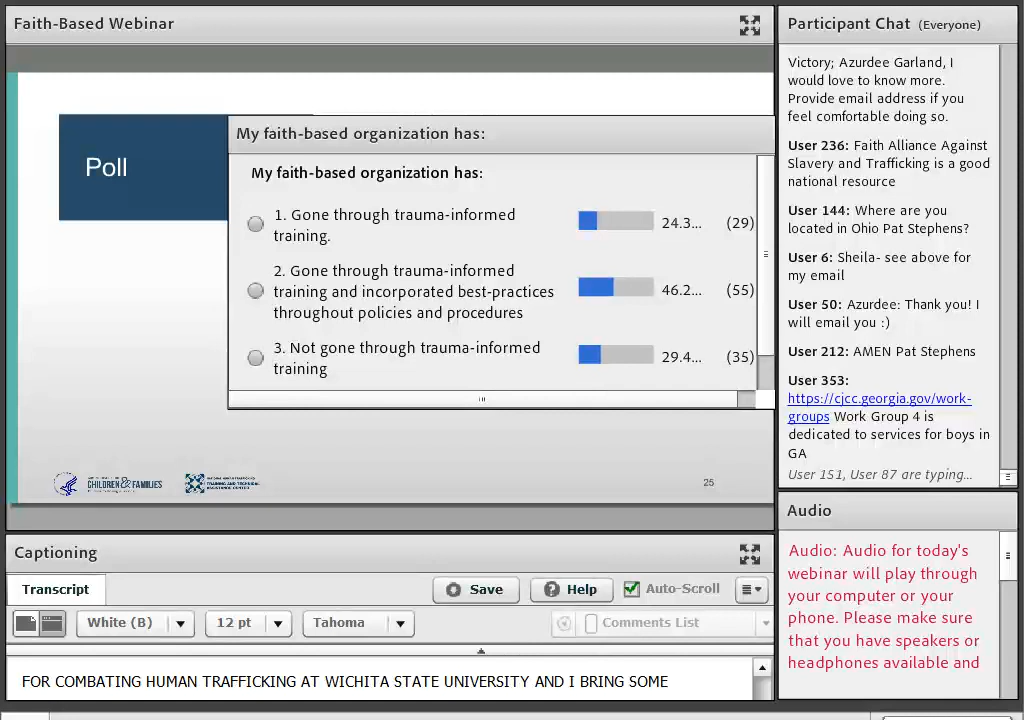 Faith-Based Webinar
Poll
My faith-based organization has:
My faith-based organization has:
1. Gone through trauma-informed
training.
24.3... (29)
2. Gone through trauma-informed
training and incorporated best-practices
throughout policies and procedures
46.2... (55)
3. Not gone through trauma-informed
training
29.4... (35)
CHILDREN & FAMILIES
25
Participant Chat (Everyone)
Victory; Azurdee Garland, I
would love to know more.
Provide email address if you
feel comfortable doing so.
User 236: Faith Alliance Against
Slavery and Trafficking is a good
national resource
User 144: Where are you
located in Ohio Pat Stephens?
User 6: Sheila- see above for
my email
User 50: Azurdee: Thank you! I
will email you :)
User 212: AMEN Pat Stephens
User 353:
https://cjcc.georgia.gov/work-
groups Work Group 4 is
dedicated to services for boys in
GA
User 151, User 87 are typing...
Audio
Audio: Audio for today's
webinar will play through
your computer or your
phone. Please make sure
that you have speakers or
headphones available and
Captioning
Transcript
Save
Help
Auto-Scroll
White (B)
12 pt
Tahoma
Comments List
FOR COMBATING HUMAN TRAFFICKING AT WICHITA STATE UNIVERSITY AND I BRING SOME